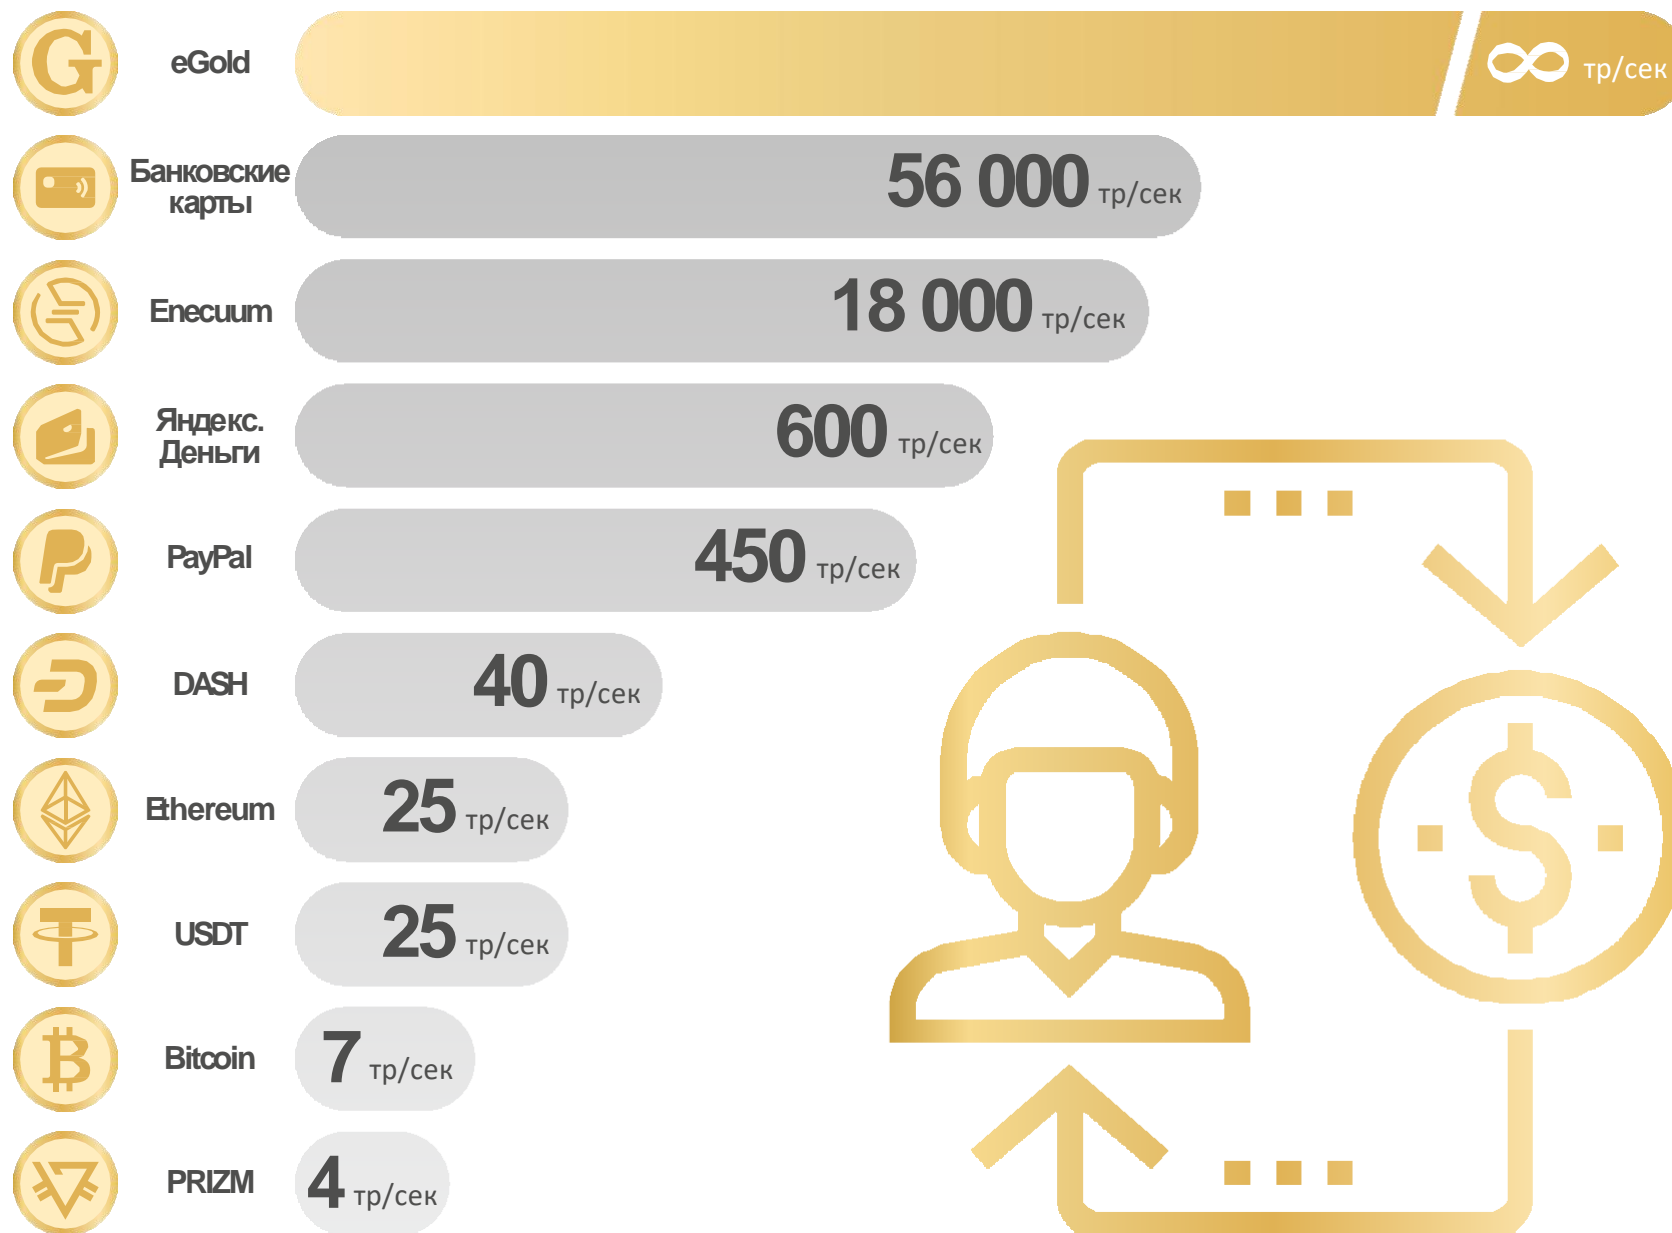 eGold
∞ тр/сек
Банковские
карты
56 000 тр/сек
Enecuum
18 000 тр/сек
Яндекс.
Деньги
600 тр/сек
PayPal
450 тр/сек
DASH
40 тр/сек
Ethereum
25 тр/сек
USDT
25 тр/сек
Bitcoin
7 тр/сек
PRIZM
4 тр/сек